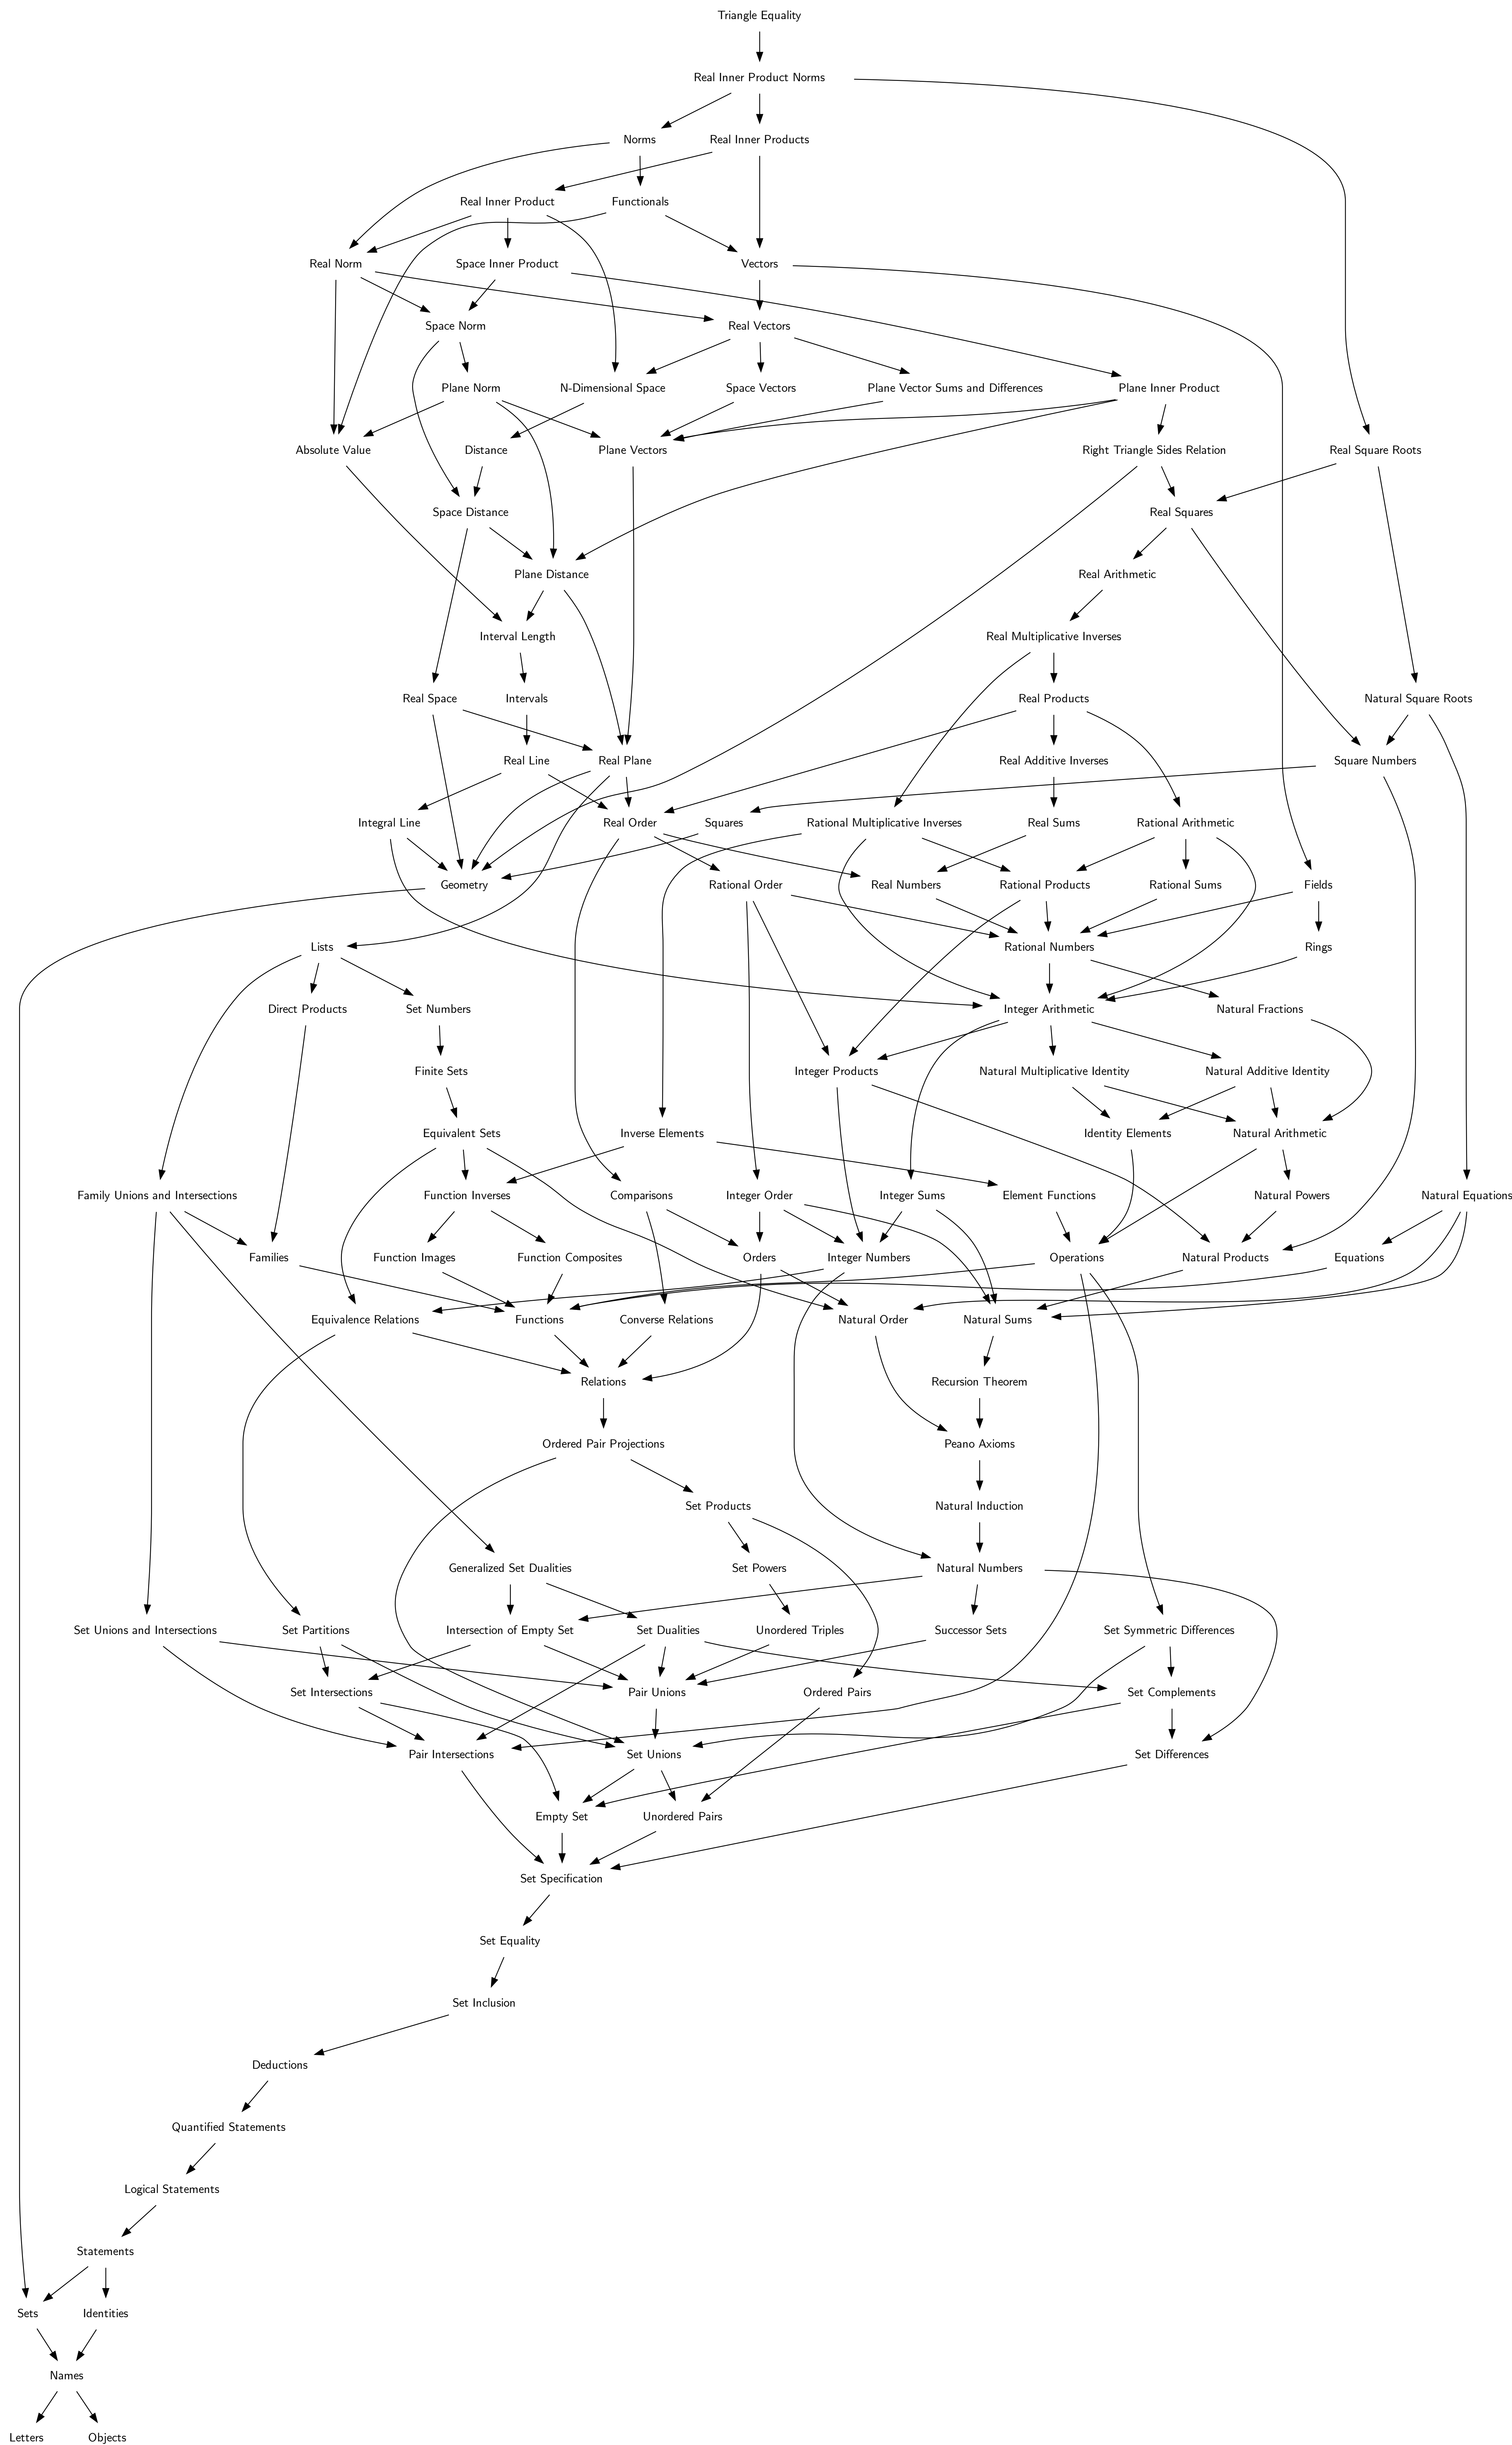 Triangle Equality
Real Inner Product Norms
Norms
Real Inner Products
Real Inner Product
Functionals
Real Norm
Space Inner Product
Vectors
Space Norm
Real Vectors
Plane Norm
N-Dimensional Space
Space Vectors
Plane Vector Sums and Differences
Plane Inner Product
Absolute Value
Distance
Plane Vectors
Right Triangle Sides Relation
Real Square Roots
Space Distance
Real Squares
Plane Distance
Real Arithmetic
Interval Length
Real Multiplicative Inverses
Real Space
Intervals
Real Products
Natural Square Roots
Real Line
Real Plane
Real Additive Inverses
Square Numbers
Integral Line
Real Order
Squares
Rational Multiplicative Inverses
Real Sums
Rational Arithmetic
Geometry
Rational Order
Real Numbers
Rational Products
Rational Sums
Fields
Lists
Rational Numbers
Rings
Direct Products
Set Numbers
Integer Arithmetic
Natural Fractions
Finite Sets
Integer Products
Natural Multiplicative Identity
Natural Additive Identity
Equivalent Sets
Inverse Elements
Identity Elements
Natural Arithmetic
Family Unions and Intersections
Function Inverses
Comparisons
Integer Order
Integer Sums
Element Functions
Natural Powers
Natural Equations
Families
Function Images
Function Composites
Orders
Integer Numbers
Operations
Natural Products
Equations
Equivalence Relations
Functions
Converse Relations
Natural Order
Natural Sums
Relations
Recursion Theorem
Ordered Pair Projections
Peano Axioms
Set Products
Natural Induction
Generalized Set Dualities
Set Powers
Natural Numbers
Set Unions and Intersections
Set Partitions
Intersection of Empty Set
Set Dualities
Unordered Triples
Successor Sets
Set Symmetric Differences
Set Intersections
Pair Unions
Ordered Pairs
Set Complements
Pair Intersections
Set Unions
Set Differences
Empty Set
Unordered Pairs
Set Specification
Set Equality
Set Inclusion
Deductions
Quantified Statements
Logical Statements
Statements
Sets
Identities
Names
Letters
Objects